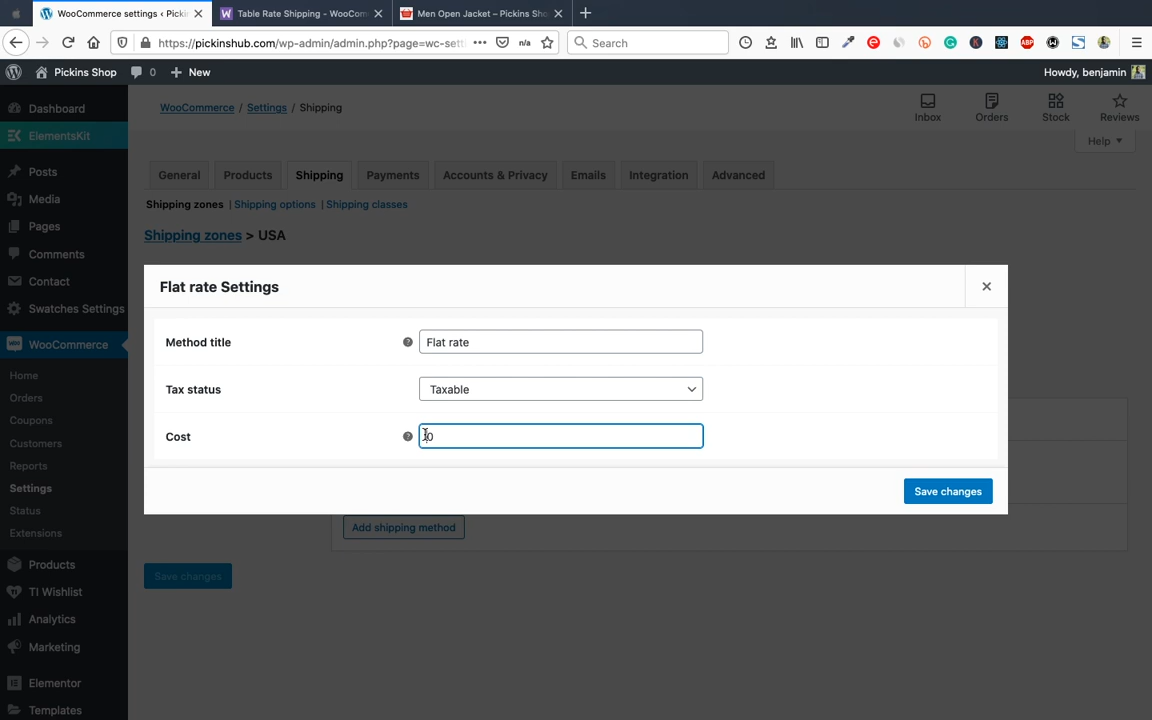 WooCommerce settings ‹ Picki
Table Rate Shipping - WooCom
Men Open Jacket – Pickins Sho
https://pickinshub.com/wp-admin/admin.php?page=wc-sett
n/a
Search
ABP
Pickins Shop
0
New
Howdy, benjamin
Dashboard
ElementsKit
Posts
Media
Pages
Comments
Contact
Swatches Settings
WooCommerce
Home
Orders
Coupons
Customers
Reports
Settings
Status
Extensions
Products
TI Wishlist
Analytics
Marketing
Elementor
Templates
WooCommerce / Settings / Shipping
Inbox
Orders
Stock
Reviews
Help
General
Products
Shipping
Payments
Accounts & Privacy
Emails
Integration
Advanced
Shipping zones | Shipping options | Shipping classes
Shipping zones > USA
Flat rate Settings
Method title
Flat rate
Tax status
Taxable
Cost
0
Save changes
Add shipping method
Save changes